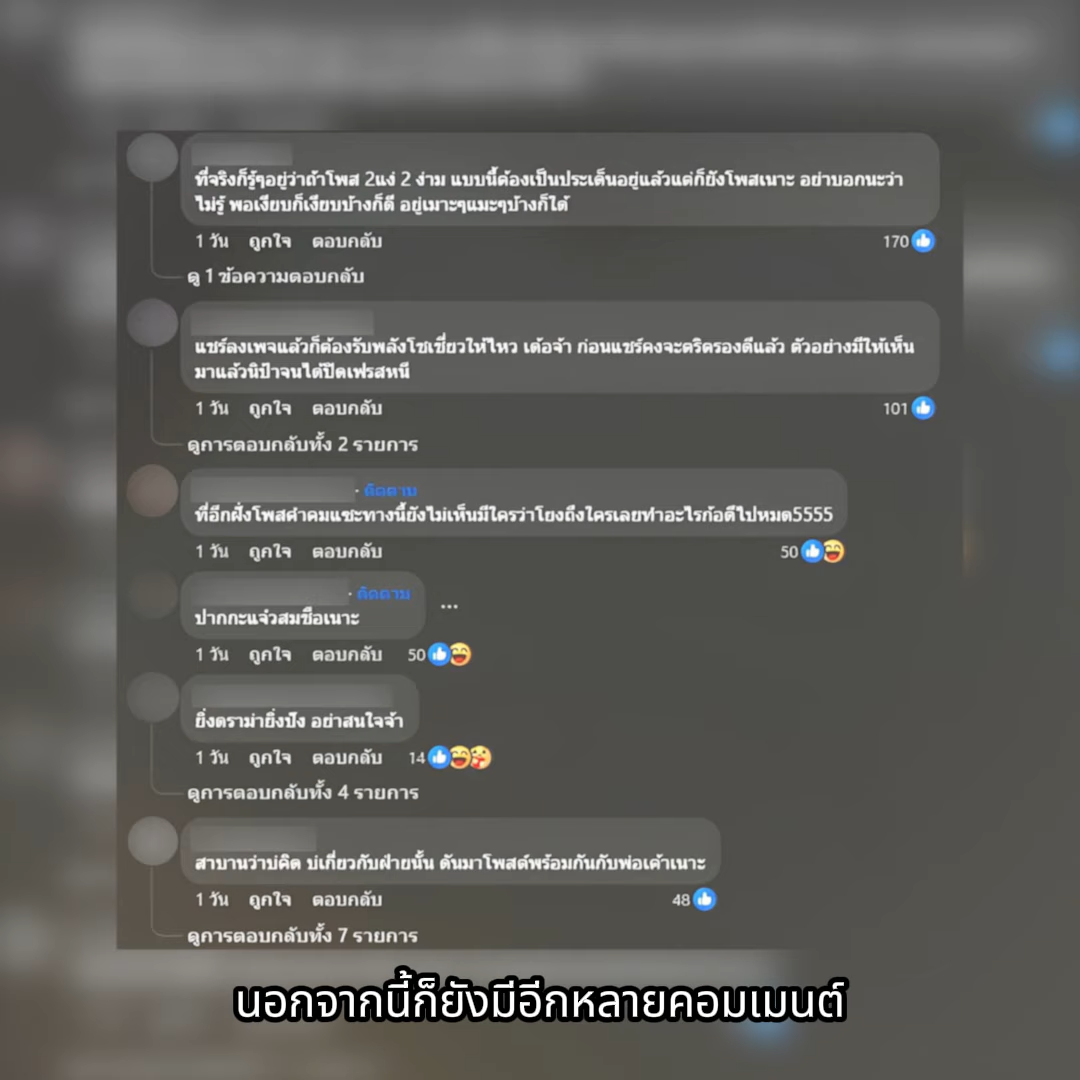 ที่จริงก็รู้ๆอยู่ว่าถ้าโพส 2แง่ 2 ง่าม แบบนี้ต้องเป็นประเด็นอยู่แล้วแต่ก็ยังโพสเนาะ อย่าบอกนะว่า
ไม่รู้ พอเงียบก็เงียบบ้างก็ดี อยู่เมาะๆแมะๆบ้างก็ได้
1 วัน ถูกใจ ตอบกลับ 170
ดู 1 ข้อความตอบกลับ
แชร์ลงเพจแล้วก็ต้องรับพลังโซเชี่ยวให้ไหว เด้อจ้า ก่อนแชร์คงจะตริตรองดีแล้ว ตัวอย่างมีให้เห็น
มาแล้วนิป้าจนได้ปิดเฟรสหนี
1 วัน ถูกใจ ตอบกลับ 101
ดูการตอบกลับทั้ง 2 รายการ
· ติดตาม
ที่อีกฝั่งโพสคำคมแซะทางนี้ยังไม่เห็นมีใครว่าโยงถึงใครเลยทำอะไรก้อดีไปหมด5555
1 วัน ถูกใจ ตอบกลับ 50
· ติดตาม
ปากกะแจ๋วสมชื่อเนาะ
1 วัน ถูกใจ ตอบกลับ 50
ยิ่งดราม่ายิ่งปัง อย่าสนใจจ้า
1 วัน ถูกใจ ตอบกลับ 14
ดูการตอบกลับทั้ง 4 รายการ
สาบานว่าบ่คิด บ่เกี่ยวกับฝ่ายนั้น ดันมาโพสต์พร้อมกันกับพ่อเค้าเนาะ
1 วัน ถูกใจ ตอบกลับ 48
ดูการตอบกลับทั้ง 7 รายการ
นอกจากนี้ก็ยังมีอีกหลายคอมเมนต์